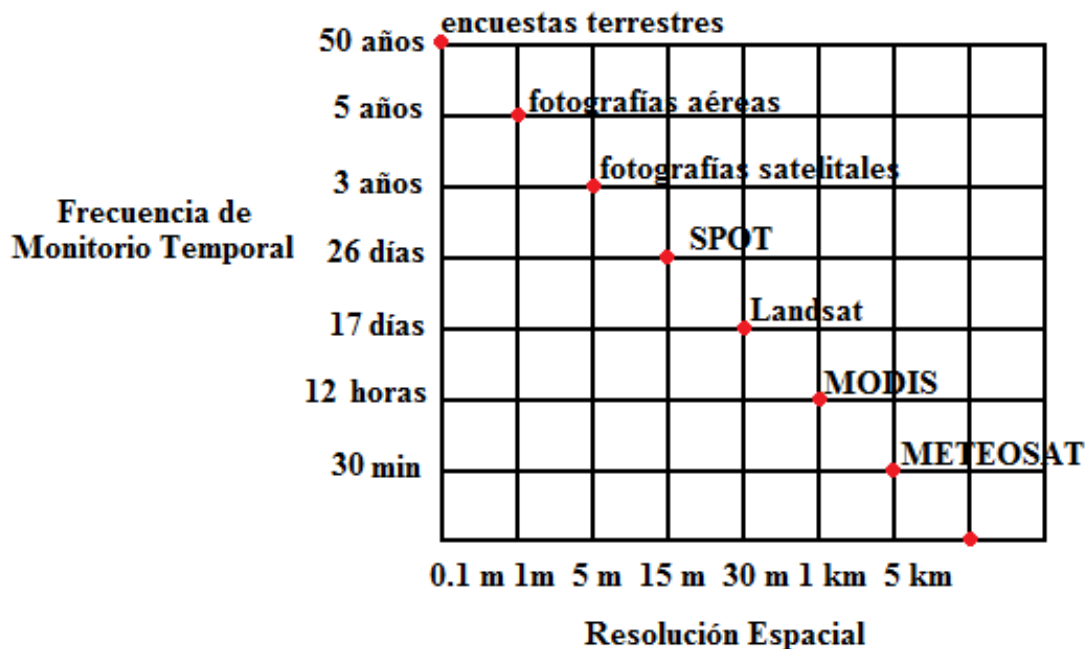 encuestas terrestres
50 años
fotografías aéreas
5 años
fotografías satelitales
3 años
Frecuencia de
Monitorio Temporal
SPOT
26 días
Landsat
17 días
MODIS
12 horas
METEOSAT
30 min
0.1 m 1m 5 m 15 m 30 m 1 km 5 km
Resolución Espacial